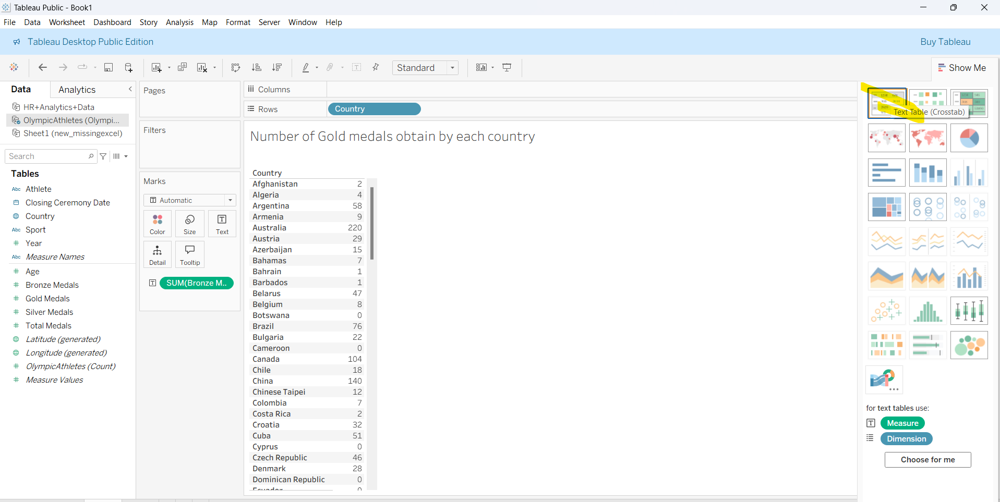 Tableau Public - Book1
File Data Worksheet Dashboard Story Analysis Map Format Server Window Help
Tableau Desktop Public Edition
Buy Tableau
Standard
Show Me
Data
Analytics
HR+Analytics+Data
OlympicAthletes (Olympi...
Sheet1 (new_missingexcel)
Search
Tables
Abc Athlete
Closing Ceremony Date
Country
Abc Sport
Year
Abc Measure Names
Age
Bronze Medals
Gold Medals
Silver Medals
Total Medals
Latitude (generated)
Longitude (generated)
OlympicAthletes (Count)
Measure Values
Pages
Filters
Marks
Automatic
Color Size Text
Detail Tooltip
SUM(Bronze M..
Columns
Rows Country
Number of Gold medals obtain by each country
Country
Afghanistan 2
Algeria 4
Argentina 58
Armenia 9
Australia 220
Austria 29
Azerbaijan 15
Bahamas 7
Bahrain 1
Barbados 1
Belarus 47
Belgium 8
Botswana 0
Brazil 76
Bulgaria 22
Cameroon 0
Canada 104
Chile 18
China 140
Chinese Taipei 12
Colombia 7
Costa Rica 2
Croatia 32
Cuba 51
Cyprus 0
Czech Republic 46
Denmark 28
Dominican Republic 0
Ecuador 0
Text Table (Crosstab)
for text tables use:
Measure
Dimension
Choose for me